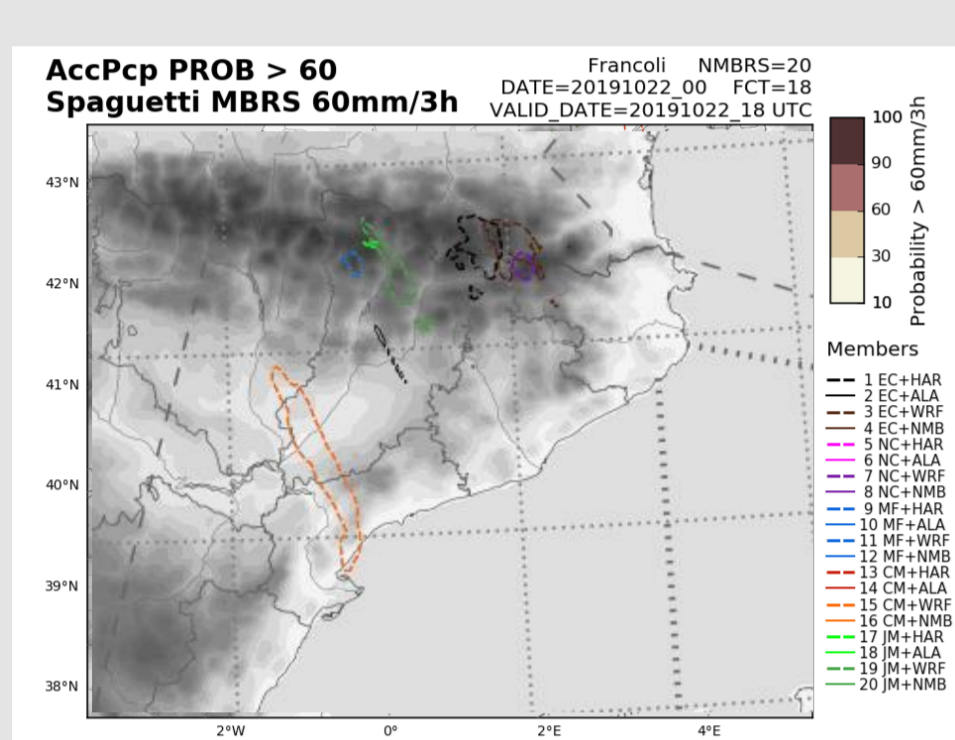 AccPcp PROB > 60
Spaguetti MBRS 60mm/3h
Francoli NMBRS=20
DATE=20191022_00 FCT=18
VALID_DATE=20191022_18 UTC
43°N
42°N
41°N
40°N
39°N
38°N
2°W
0°
2°E
4°E
100
90
60
30
10
Probability > 60mm/3h
Members
1 EC+HAR
2 EC+ALA
3 EC+WRF
4 EC+NMB
5 NC+HAR
6 NC+ALA
7 NC+WRF
8 NC+NMB
9 MF+HAR
10 MF+ALA
11 MF+WRF
12 MF+NMB
13 CM+HAR
14 CM+ALA
15 CM+WRF
16 CM+NMB
17 JM+HAR
18 JM+ALA
19 JM+WRF
20 JM+NMB